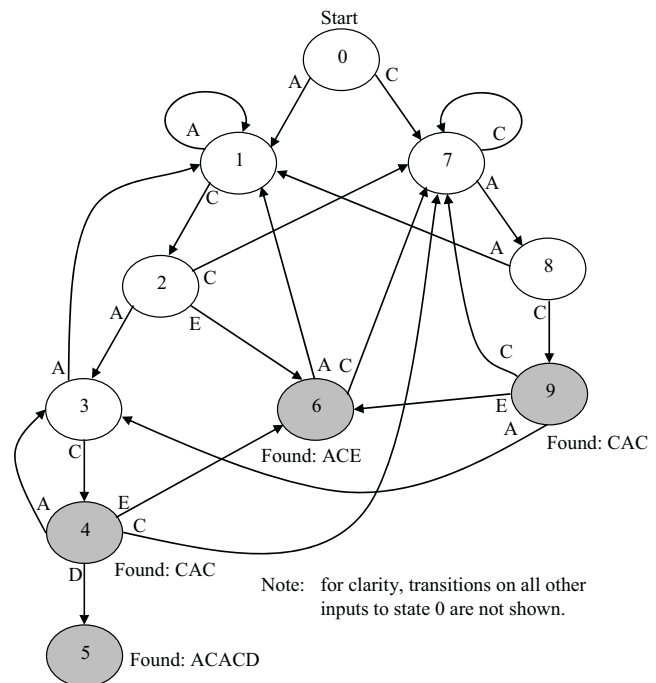 Start
0
A
C
A
1
7
C
C
A
A
8
2
C
A
E
C
A
A
C
C
3
6
E
9
A
C
Found: ACE
Found: CAC
A
E
4
C
D
Found: CAC
Note: for clarity, transitions on all other
inputs to state 0 are not shown.
5
Found: ACACD